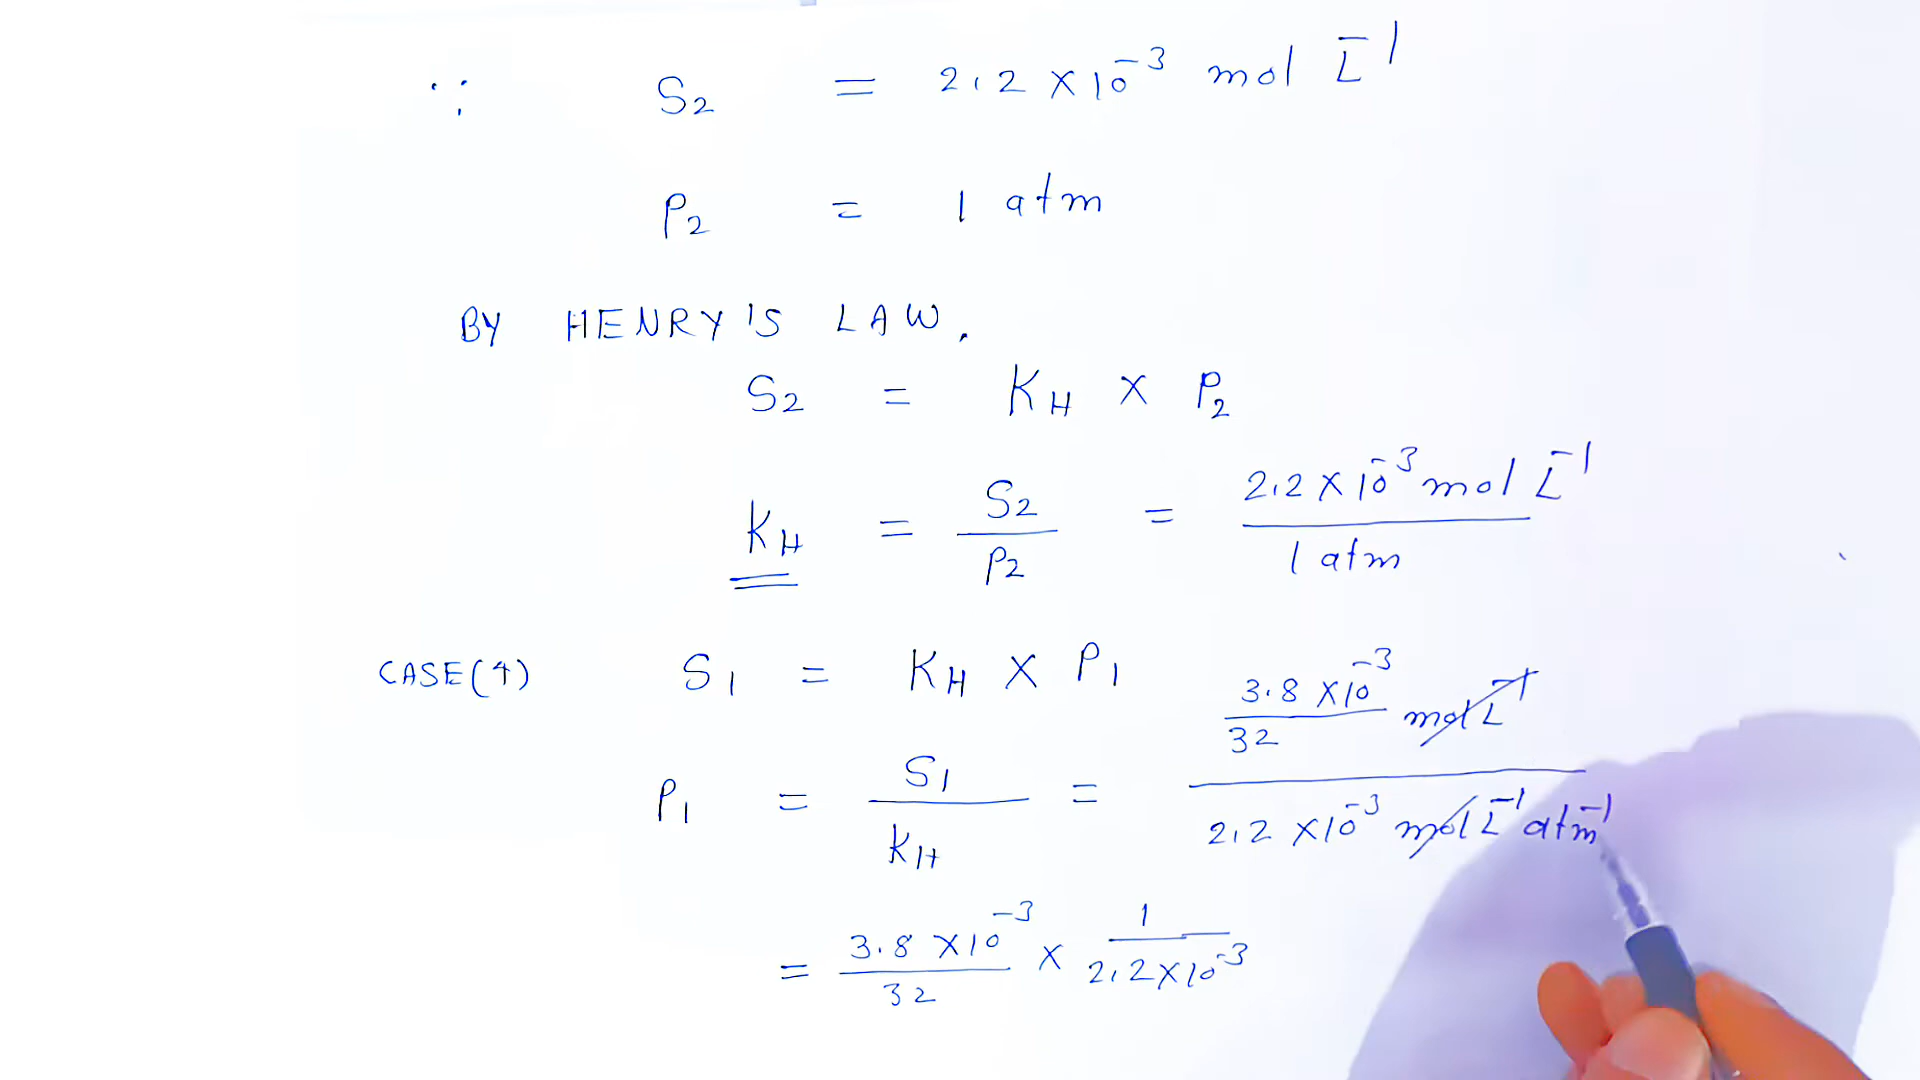 ∵ S₂ = 2.2 × 10⁻³ mol L⁻¹
P₂ = 1 atm
BY HENRY'S LAW,
S₂ = K_H × P₂
K_H = S₂/P₂ = 2.2 × 10⁻³ mol L⁻¹ / 1 atm
CASE(1) S₁ = K_H × P₁
P₁ = S₁/K_H = (3.8 × 10⁻³/32 mol L⁻¹) / (2.2 × 10⁻³ mol L⁻¹ atm⁻¹)
= 3.8 × 10⁻³/32 × 1/(2.2 × 10⁻³)